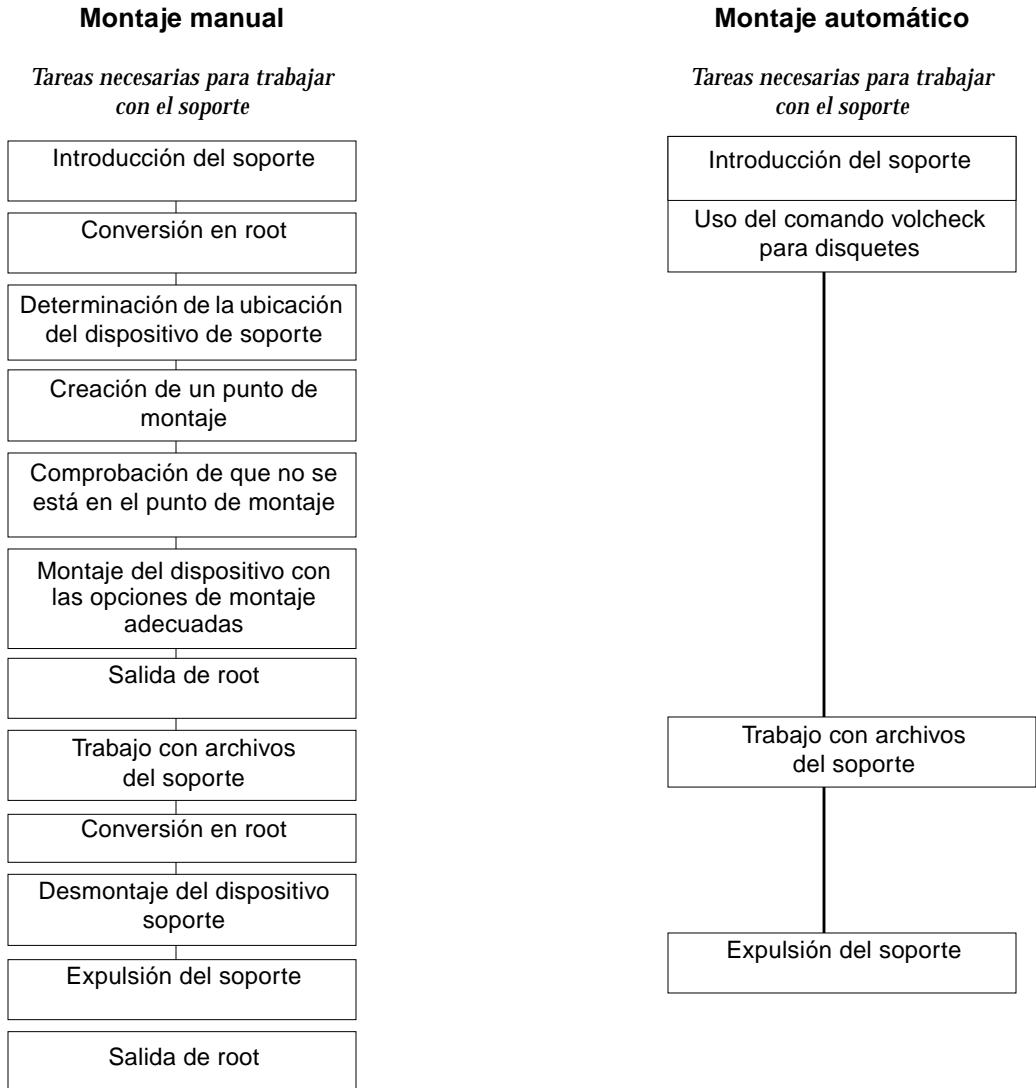 Montaje manual
Tareas necesarias para trabajar
con el soporte
Introducción del soporte
Conversión en root
Determinación de la ubicación
del dispositivo de soporte
Creación de un punto de
montaje
Comprobación de que no se
está en el punto de montaje
Montaje del dispositivo con
las opciones de montaje
adecuadas
Salida de root
Trabajo con archivos
del soporte
Conversión en root
Desmontaje del dispositivo
soporte
Expulsión del soporte
Salida de root
Montaje automático
Tareas necesarias para trabajar
con el soporte
Introducción del soporte
Uso del comando volcheck
para disquetes
Trabajo con archivos
del soporte
Expulsión del soporte